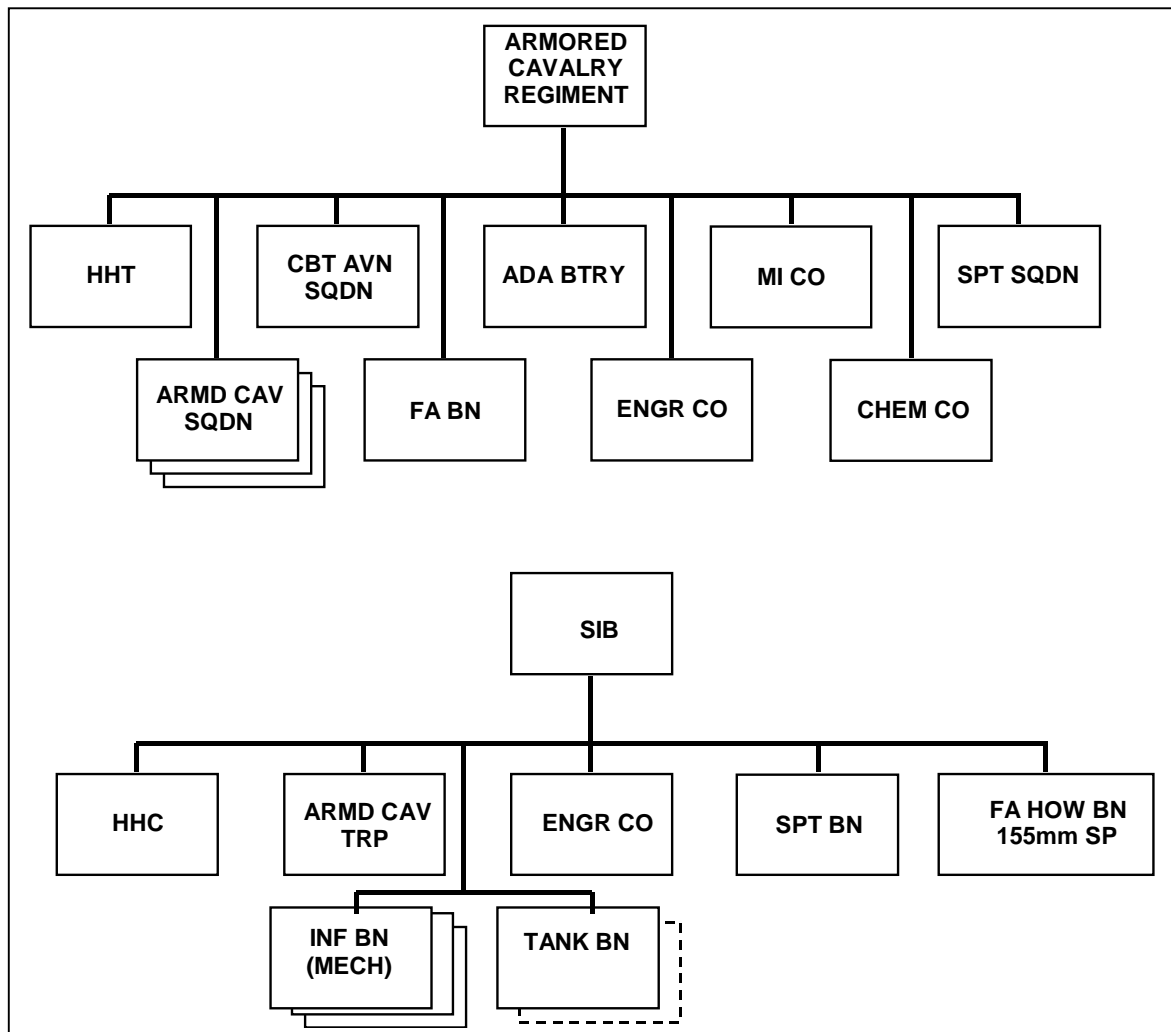 ARMORED
CAVALRY
REGIMENT
HHT
CBT AVN
SQDN
ADA BTRY
MI CO
SPT SQDN
ARMD CAV
SQDN
FA BN
ENGR CO
CHEM CO
SIB
HHC
ARMD CAV
TRP
ENGR CO
SPT BN
FA HOW BN
155mm SP
INF BN
(MECH)
TANK BN